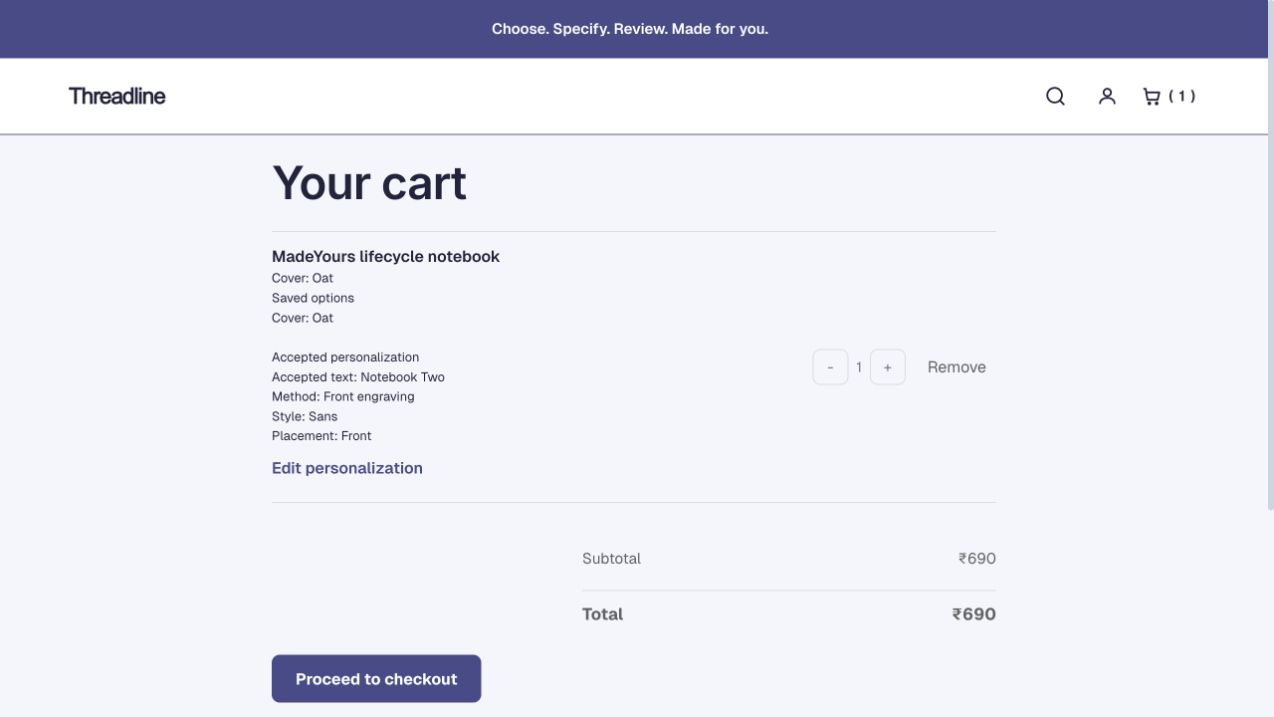 Choose. Specify. Review. Made for you.
Threadline
( 1 )
Your cart
MadeYours lifecycle notebook
Cover: Oat
Saved options
Cover: Oat
Accepted personalization
Accepted text: Notebook Two
Method: Front engraving
Style: Sans
Placement: Front
- 1 + Remove
Edit personalization
Subtotal ₹690
Total ₹690
Proceed to checkout